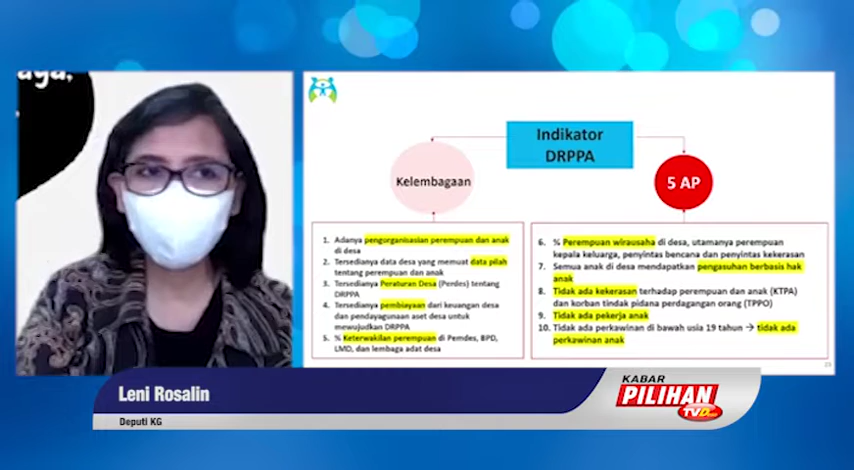 aya,
Indikator
DRPPA
Kelembagaan
5 AP
1. Adanya pengorganisasian perempuan dan anak
di desa
2. Tersedianya data desa yang memuat data pilah
tentang perempuan dan anak
3. Tersedianya Peraturan Desa (Perdes) tentang
DRPPA
4. Tersedianya pembiayaan dari keuangan desa
dan pendayagunaan aset desa untuk
mewujudkan DRPPA
5. % Keterwakilan perempuan di Pemdes, BPD,
LMD, dan lembaga adat desa
6. % Perempuan wirausaha di desa, utamanya perempuan
kepala keluarga, penyintas bencana dan penyintas kekerasan
7. Semua anak di desa mendapatkan pengasuhan berbasis hak
anak
8. Tidak ada kekerasan terhadap perempuan dan anak (KTPA)
dan korban tindak pidana perdagangan orang (TPPO)
9. Tidak ada pekerja anak
10. Tidak ada perkawinan di bawah usia 19 tahun → tidak ada
perkawinan anak
Leni Rosalin
Deputi KG
KABAR
PILIHAN